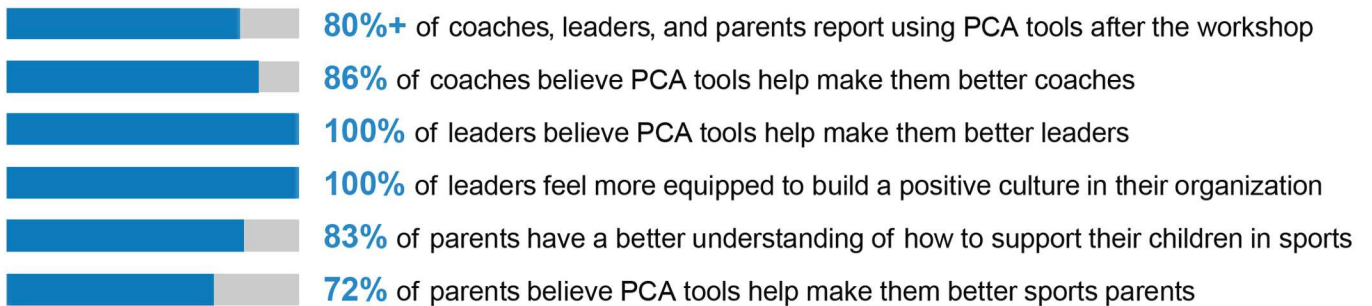 80%+ of coaches, leaders, and parents report using PCA tools after the workshop
86% of coaches believe PCA tools help make them better coaches
100% of leaders believe PCA tools help make them better leaders
100% of leaders feel more equipped to build a positive culture in their organization
83% of parents have a better understanding of how to support their children in sports
72% of parents believe PCA tools help make them better sports parents